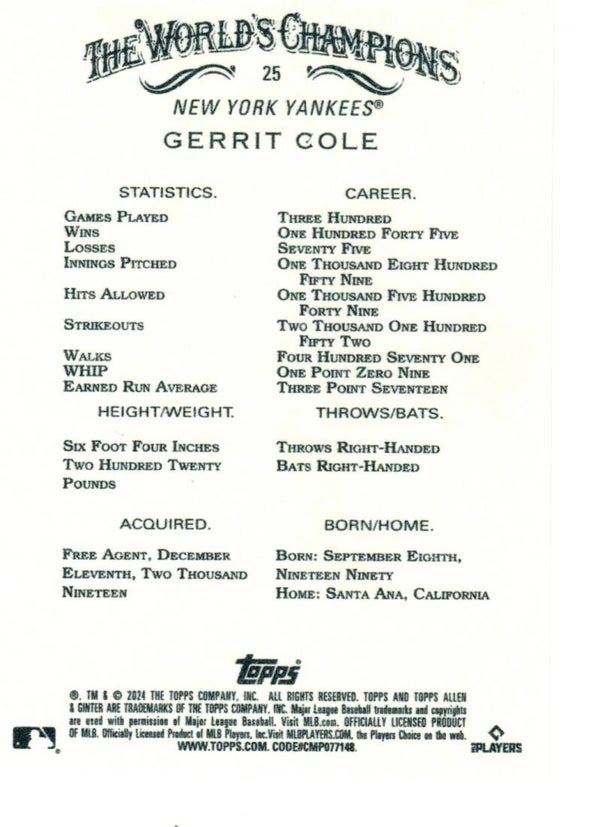 THE WORLD'S CHAMPIONS
25
NEW YORK YANKEES®
GERRIT COLE
STATISTICS. CAREER.
GAMES PLAYED THREE HUNDRED
WINS ONE HUNDRED FORTY FIVE
LOSSES SEVENTY FIVE
INNINGS PITCHED ONE THOUSAND EIGHT HUNDRED
FIFTY NINE
HITS ALLOWED ONE THOUSAND FIVE HUNDRED
FORTY NINE
STRIKEOUTS TWO THOUSAND ONE HUNDRED
FIFTY TWO
WALKS FOUR HUNDRED SEVENTY ONE
WHIP ONE POINT ZERO NINE
EARNED RUN AVERAGE THREE POINT SEVENTEEN
HEIGHT/WEIGHT. THROWS/BATS.
SIX FOOT FOUR INCHES THROWS RIGHT-HANDED
TWO HUNDRED TWENTY BATS RIGHT-HANDED
POUNDS
ACQUIRED. BORN/HOME.
FREE AGENT, DECEMBER BORN: SEPTEMBER EIGHTH,
ELEVENTH, TWO THOUSAND NINETEEN NINETY
NINETEEN HOME: SANTA ANA, CALIFORNIA
topps
®, TM & © 2024 THE TOPPS COMPANY, INC. ALL RIGHTS RESERVED. TOPPS AND TOPPS ALLEN
& GINTER ARE TRADEMARKS OF THE TOPPS COMPANY, INC. Major League Baseball trademarks and copyrights
are used with permission of Major League Baseball. Visit MLB.com. OFFICIALLY LICENSED PRODUCT
OF MLB. Officially Licensed Product of MLB Players, Inc.Visit MLBPLAYERS.COM, the Players Choice on the web.
WWW.TOPPS.COM. CODE#CMP077148.
PLAYERS